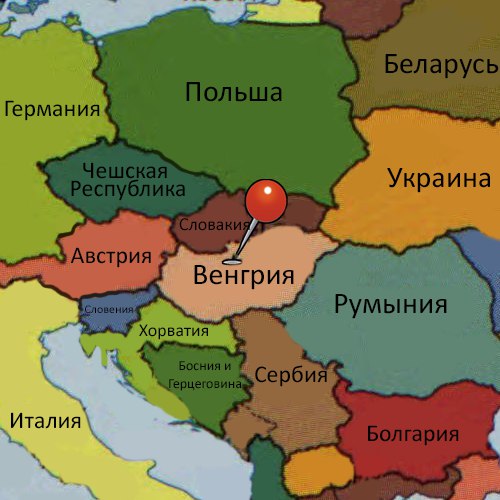 Беларусь
Польша
Германия
Чешская
Республика
Украина
Словакия
Австрия
Венгрия
Румыния
Словения
Хорватия
Босния и
Герцеговина
Сербия
Италия
Болгария